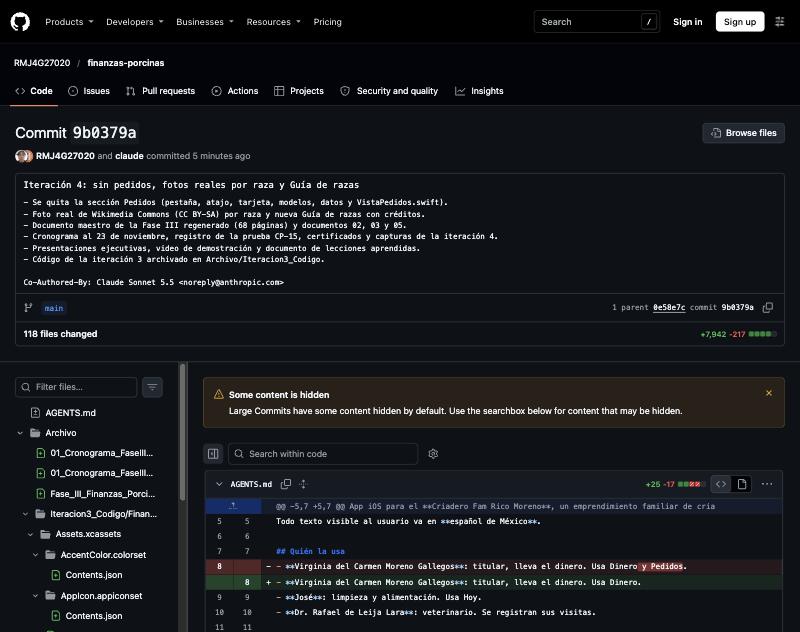 Products Developers Businesses Resources Pricing Search / Sign in Sign up
RMJ4G27020 / finanzas-porcinas
Code Issues Pull requests Actions Projects Security and quality Insights
Commit 9b0379a
Browse files
RMJ4G27020 and claude committed 5 minutes ago
Iteración 4: sin pedidos, fotos reales por raza y Guía de razas
- Se quita la sección Pedidos (pestaña, atajo, tarjeta, modelos, datos y VistaPedidos.swift).
- Foto real de Wikimedia Commons (CC BY-SA) por raza y nueva Guía de razas con créditos.
- Documento maestro de la Fase III regenerado (68 páginas) y documentos 02, 03 y 05.
- Cronograma al 23 de noviembre, registro de la prueba CP-15, certificados y capturas de la iteración 4.
- Presentaciones ejecutivas, video de demostración y documento de lecciones aprendidas.
- Código de la iteración 3 archivado en Archivo/Iteracion3_Codigo.
Co-Authored-By: Claude Sonnet 5.5 <noreply@anthropic.com>
main
1 parent 0e58e7c commit 9b0379a
118 files changed
+7,942 -217
Filter files...
AGENTS.md
Archivo
01_Cronograma_FaseIII...
01_Cronograma_FaseIII...
Fase_III_Finanzas_Porci...
Iteracion3_Codigo/Finan...
Assets.xcassets
AccentColor.colorset
Contents.json
AppIcon.appiconset
Contents.json
Some content is hidden
Large Commits have some content hidden by default. Use the searchbox below for content that may be hidden.
Search within code
AGENTS.md
+25 -17
@@ -5,7 +5,7 @@ App iOS para el **Criadero Fam Rico Moreno**, un emprendimiento familiar de cria
5 5 Todo texto visible al usuario va en **español de México**.
6 6
7 7 ## Quién la usa
8 - - **Virginia del Carmen Moreno Gallegos**: titular, lleva el dinero. Usa Dinero y Pedidos.
8 + - **Virginia del Carmen Moreno Gallegos**: titular, lleva el dinero. Usa Dinero.
9 9 - **José**: limpieza y alimentación. Usa Hoy.
10 10 - **Dr. Rafael de Leija Lara**: veterinario. Se registran sus visitas.
11 11